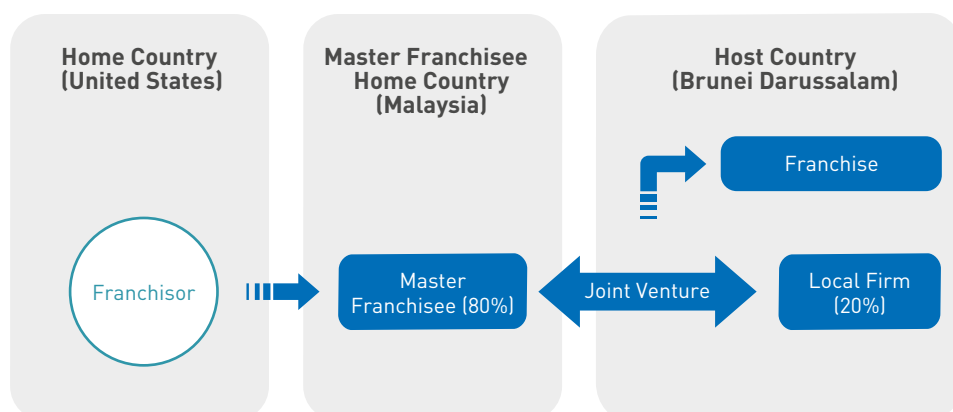 Home Country
(United States)
Master Franchisee
Home Country
(Malaysia)
Host Country
(Brunei Darussalam)
Franchise
Franchisor
Master
Franchisee (80%)
Joint Venture
Local Firm
(20%)